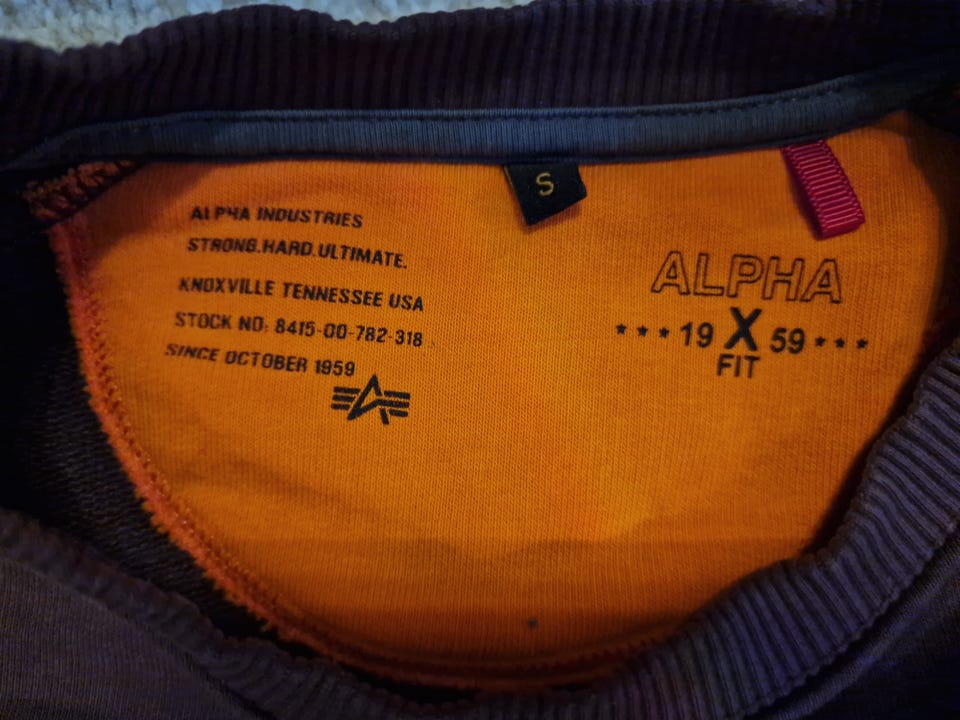 ALPHA INDUSTRIES
STRONG.HARD.ULTIMATE.
KNOXVILLE TENNESSEE USA
STOCK NO: 8415-00-782-318
SINCE OCTOBER 1959
S
ALPHA
*** 19 X 59 ***
FIT